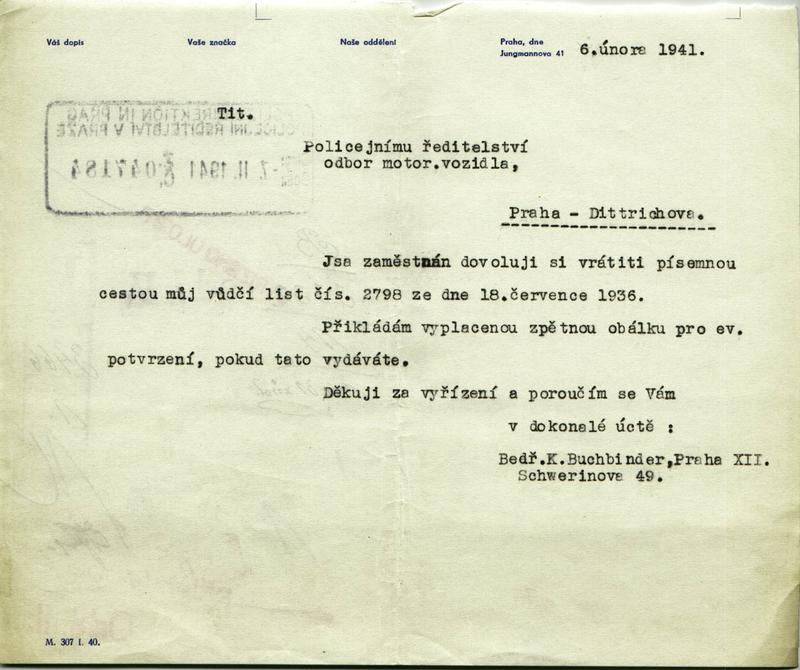 Váš dopis Vaše značka Naše oddělení Praha, dne
Jungmannova 41 6.února 1941.
Tit.
Policejnímu ředitelství
odbor motor.vozidla,
Praha - Dittrichova.
Jsa zaměstnán dovoluji si vrátiti písemnou
cestou můj vůdčí list čís. 2798 ze dne 18.července 1936.
Přikládám vyplacenou zpětnou obálku pro ev.
potvrzení, pokud tato vydáváte.
Děkuji za vyřízení a poroučím se Vám
v dokonalé úctě :
Bedř.K.Buchbinder,Praha XII.
Schwerinova 49.
M. 307 I. 40.